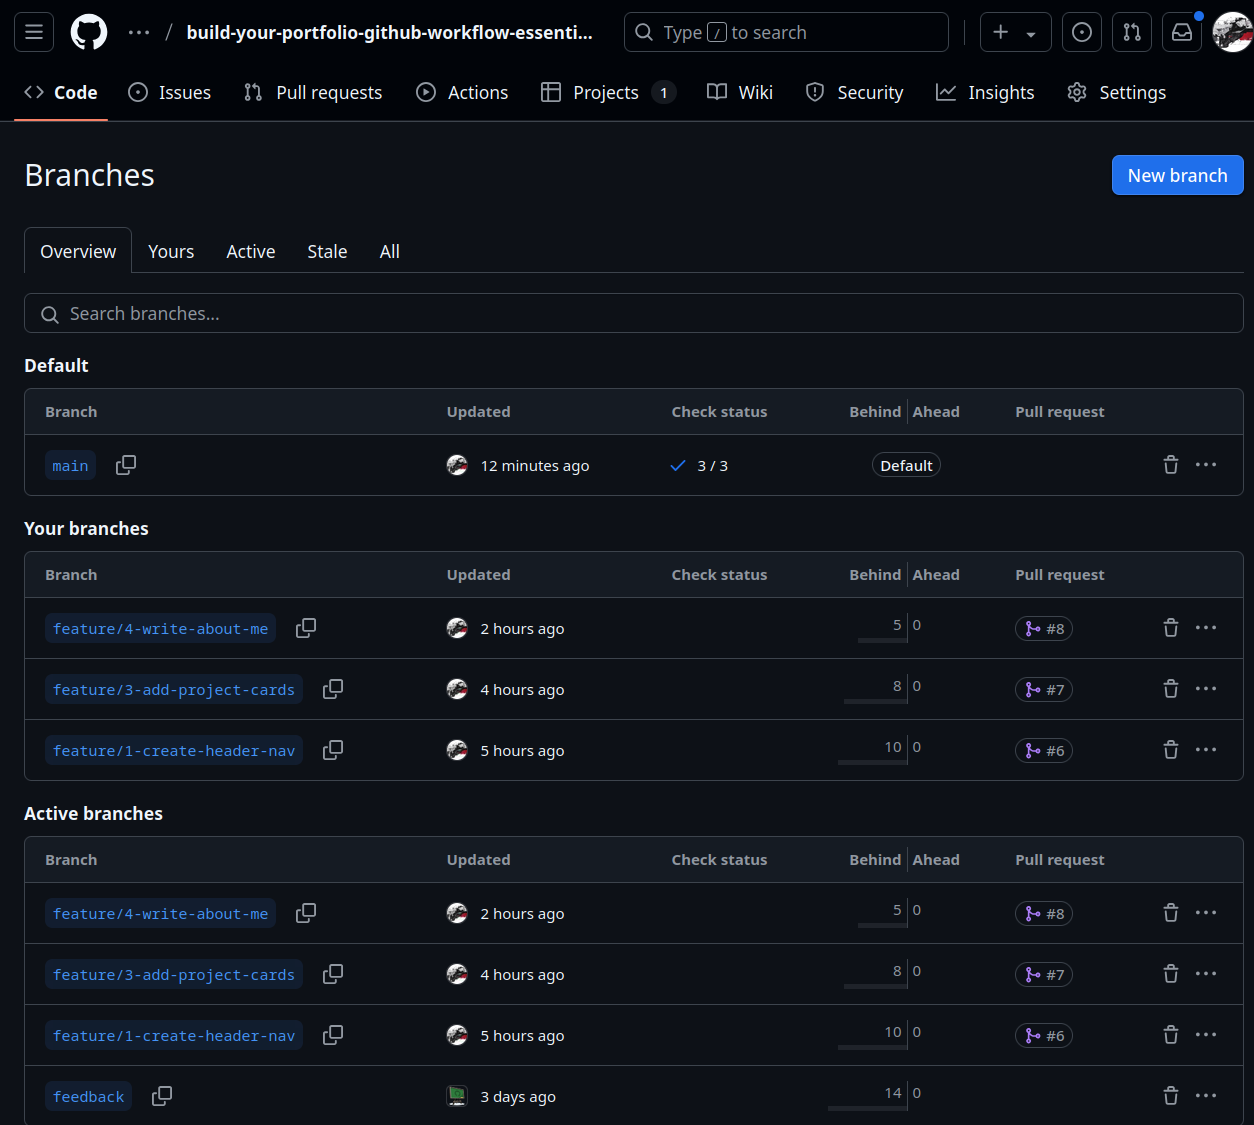 ... / build-your-portfolio-github-workflow-essenti... Type / to search
Code Issues Pull requests Actions Projects 1 Wiki Security Insights Settings
Branches New branch
Overview Yours Active Stale All
Search branches...
Default
Branch Updated Check status Behind Ahead Pull request
main 12 minutes ago 3 / 3 Default
Your branches
Branch Updated Check status Behind Ahead Pull request
feature/4-write-about-me 2 hours ago 5 0 #8
feature/3-add-project-cards 4 hours ago 8 0 #7
feature/1-create-header-nav 5 hours ago 10 0 #6
Active branches
Branch Updated Check status Behind Ahead Pull request
feature/4-write-about-me 2 hours ago 5 0 #8
feature/3-add-project-cards 4 hours ago 8 0 #7
feature/1-create-header-nav 5 hours ago 10 0 #6
feedback 3 days ago 14 0